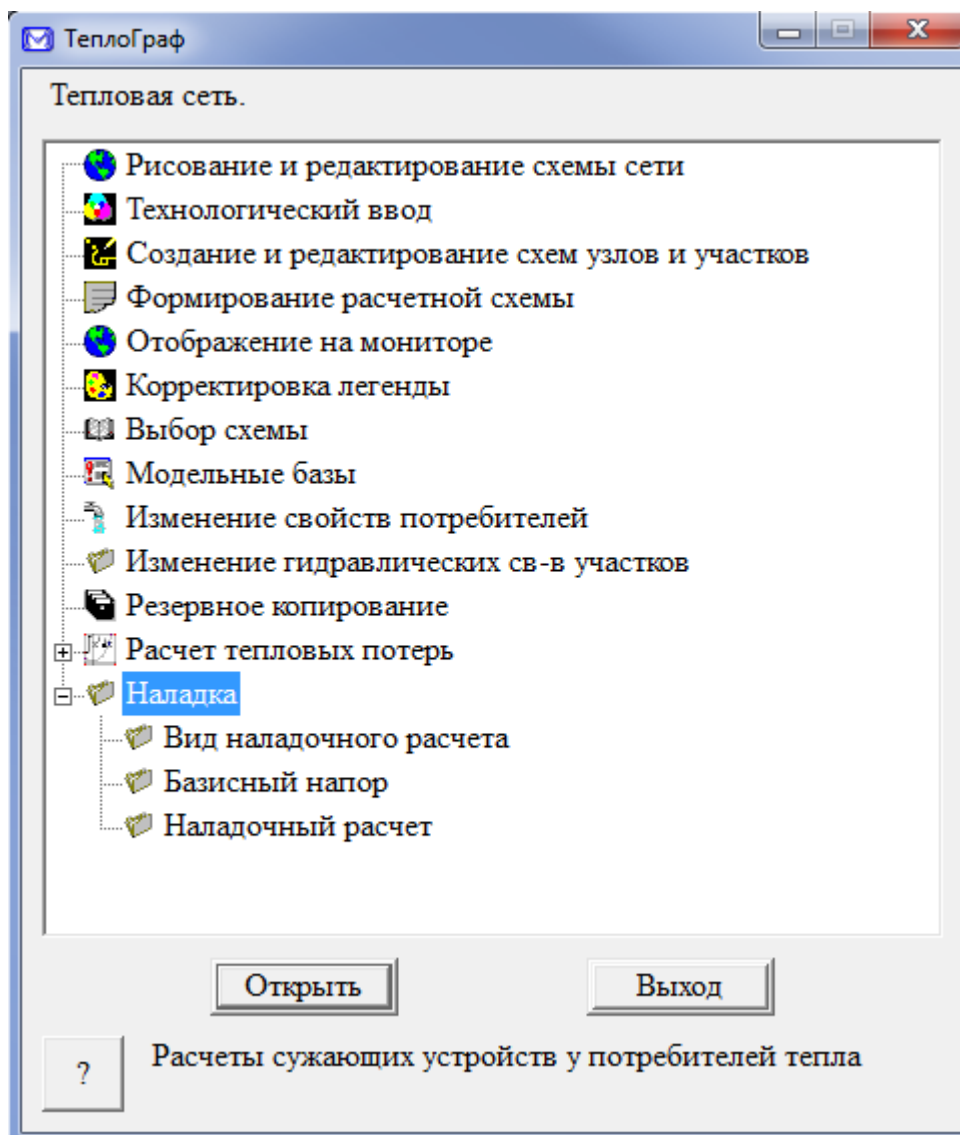 ТеплоГраф
Тепловая сеть.
Рисование и редактирование схемы сети
Технологический ввод
Создание и редактирование схем узлов и участков
Формирование расчетной схемы
Отображение на мониторе
Корректировка легенды
Выбор схемы
Модельные базы
Изменение свойств потребителей
Изменение гидравлических св-в участков
Резервное копирование
Расчет тепловых потерь
Наладка
Вид наладочного расчета
Базисный напор
Наладочный расчет
Открыть Выход
? Расчеты сужающих устройств у потребителей тепла